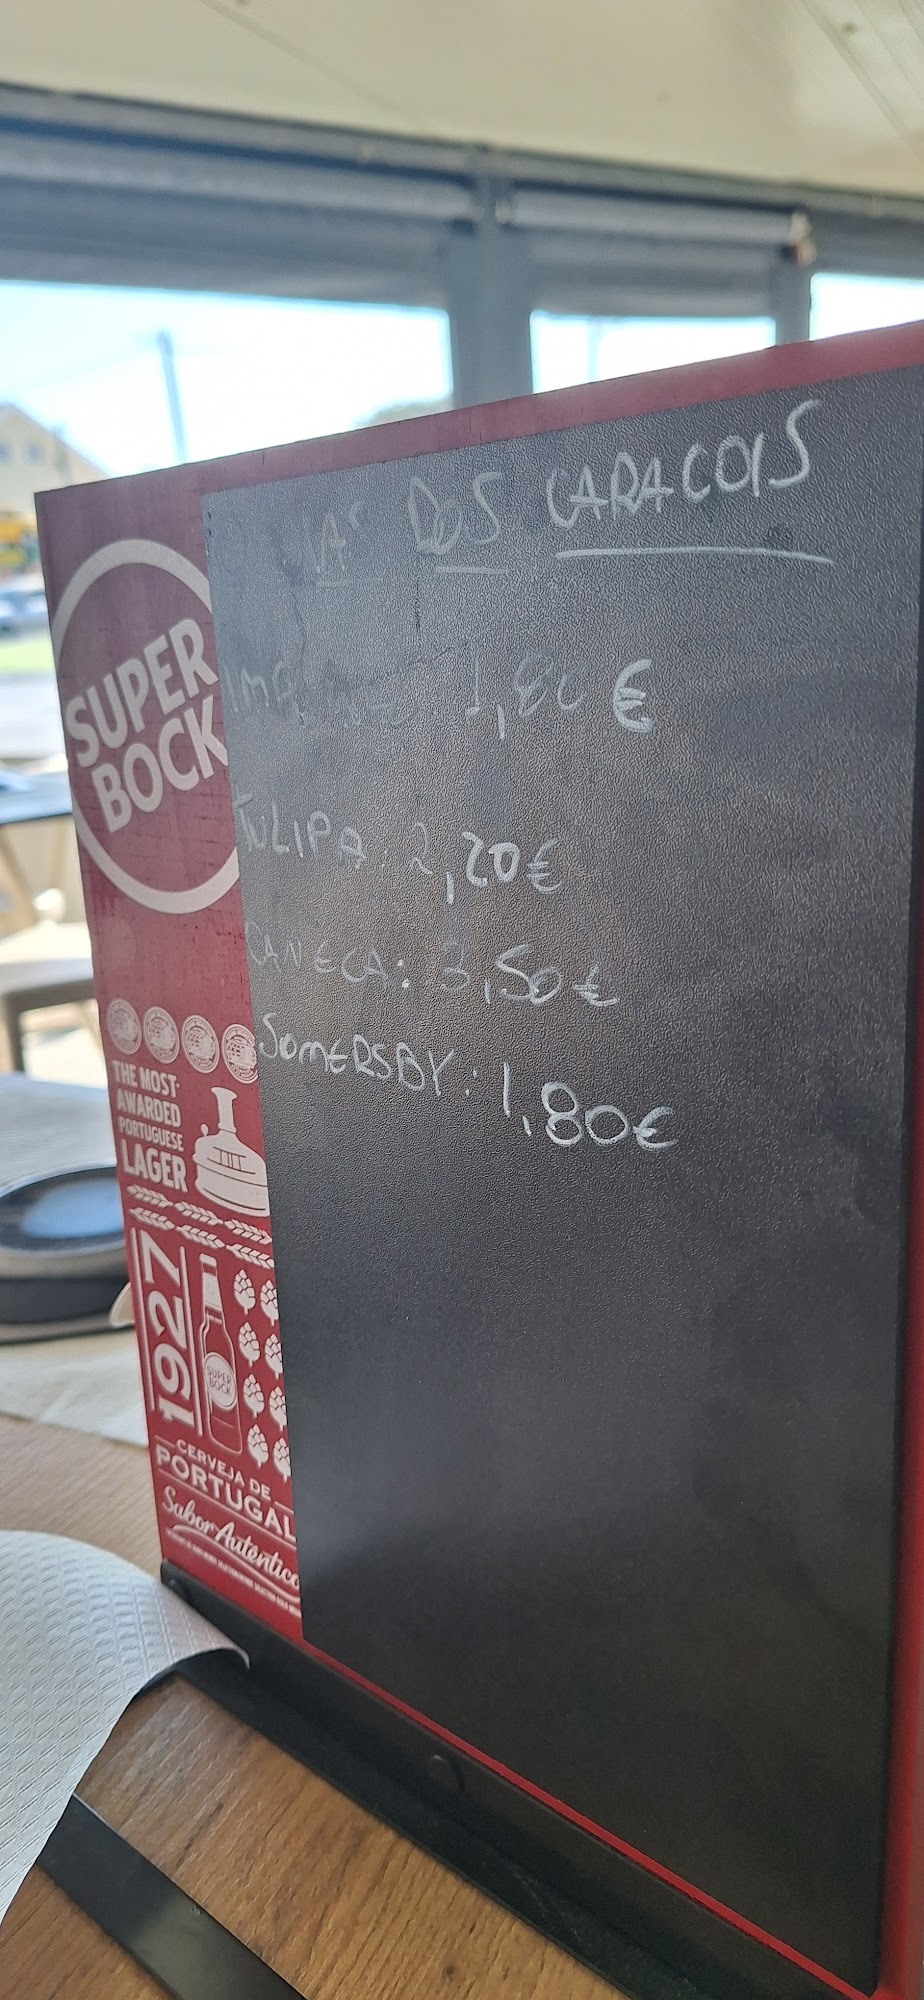 DOS CARACOIS
1,80 €
TULIPA: 2,20€
CANECA: 3,50€
SOMERSBY: 1,80€
SUPER
BOCK
THE MOST
AWARDED
PORTUGUESE
LAGER
1927
SUPER
BOCK
CERVEJA DE
PORTUGAL
Sabor Autêntico